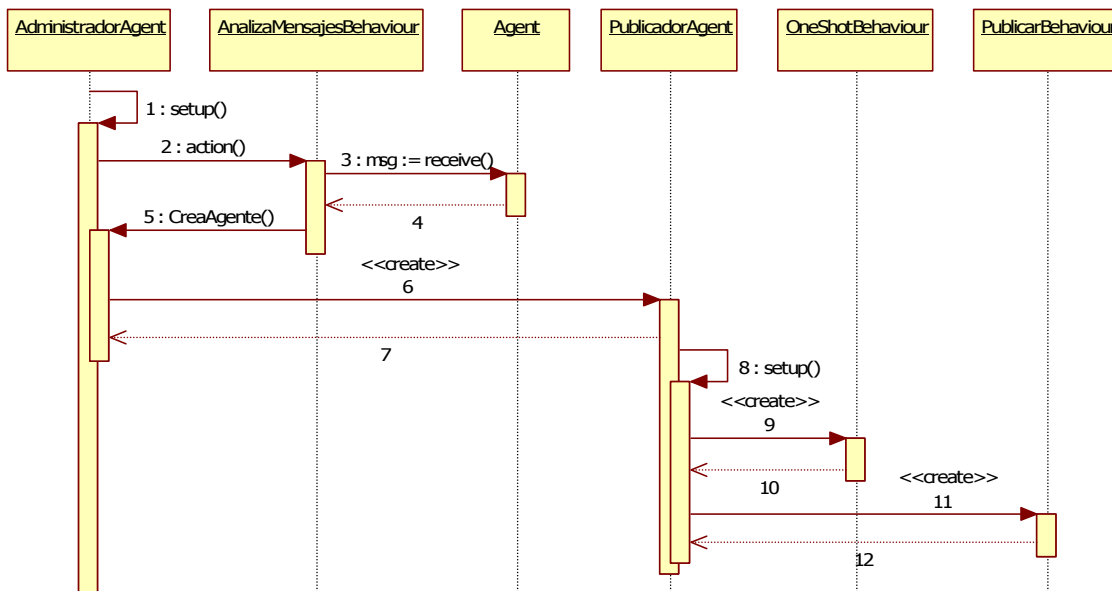 AdministradorAgent
AnalizaMensajesBehaviour
Agent
PublicadorAgent
OneShotBehaviour
PublicarBehaviour
1 : setup()
2 : action()
3 : msg := receive()
4
5 : CreaAgente()
<<create>>
6
7
8 : setup()
<<create>>
9
10
<<create>>
11
12